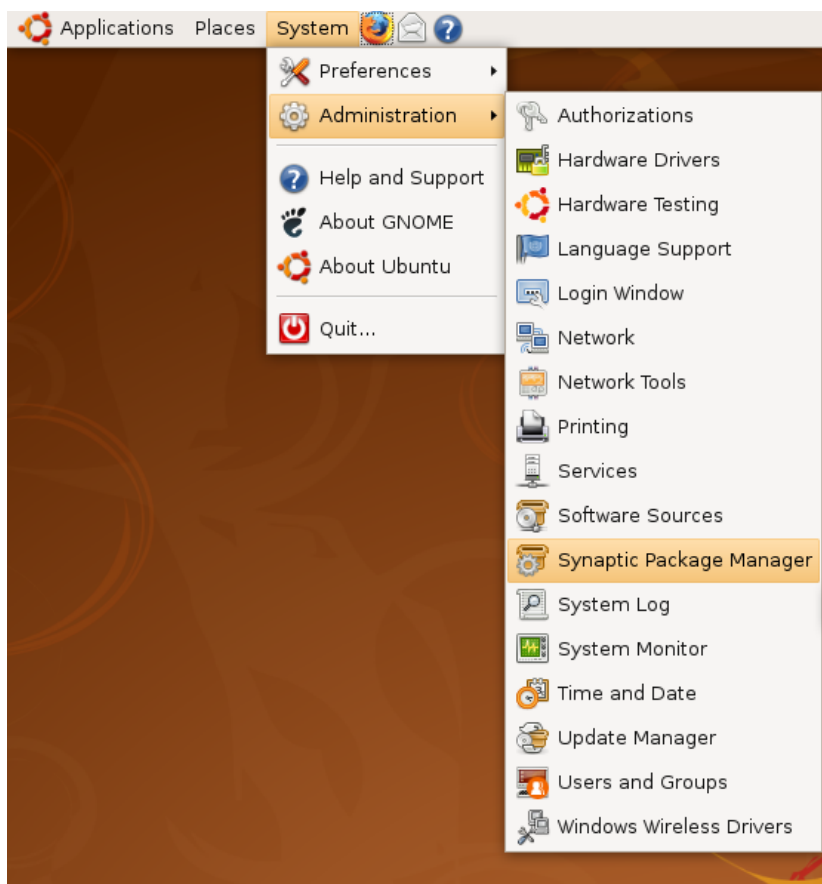 Applications Places System
Preferences
Administration
Help and Support
About GNOME
About Ubuntu
Quit...
Authorizations
Hardware Drivers
Hardware Testing
Language Support
Login Window
Network
Network Tools
Printing
Services
Software Sources
Synaptic Package Manager
System Log
System Monitor
Time and Date
Update Manager
Users and Groups
Windows Wireless Drivers